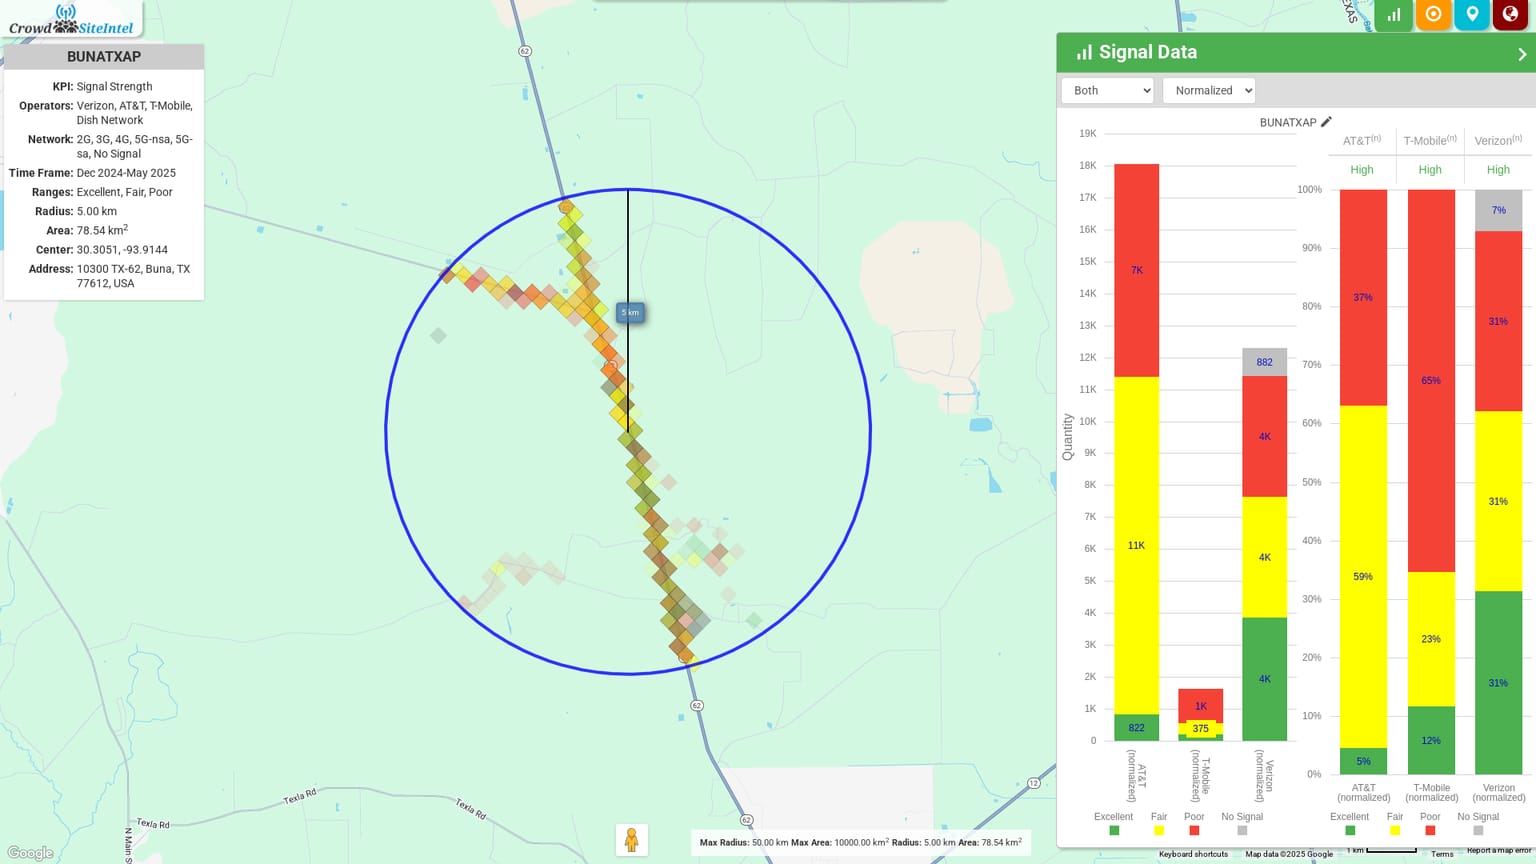 Crowd SiteIntel
BUNATXAP
KPI: Signal Strength
Operators: Verizon, AT&T, T-Mobile,
Dish Network
Network: 2G, 3G, 4G, 5G-nsa, 5G-
sa, No Signal
Time Frame: Dec 2024-May 2025
Ranges: Excellent, Fair, Poor
Radius: 5.00 km
Area: 78.54 km²
Center: 30.3051, -93.9144
Address: 10300 TX-62, Buna, TX
77612, USA
62
5 km
62
62
12
Texla Rd
Texla Rd
Texla Rd
N Main S
TEXAS
Google
Max Radius: 50.00 km Max Area: 10000.00 km² Radius: 5.00 km Area: 78.54 km²
Signal Data
Both
Normalized
BUNATXAP
Quantity
19K
18K
17K
16K
15K
14K
13K
12K
11K
10K
9K
8K
7K
6K
5K
4K
3K
2K
1K
0
7K
11K
822
1K
375
882
4K
4K
4K
AT&T
(normalized)
T-Mobile
(normalized)
Verizon
(normalized)
Excellent
Fair
Poor
No Signal
AT&T(n)
T-Mobile(n)
Verizon(n)
High
High
High
100%
90%
80%
70%
60%
50%
40%
30%
20%
10%
0%
37%
59%
5%
65%
23%
12%
7%
31%
31%
31%
AT&T
(normalized)
T-Mobile
(normalized)
Verizon
(normalized)
Excellent
Fair
Poor
No Signal
Keyboard shortcuts
Map data ©2025 Google
1 km
Terms
Report a map error